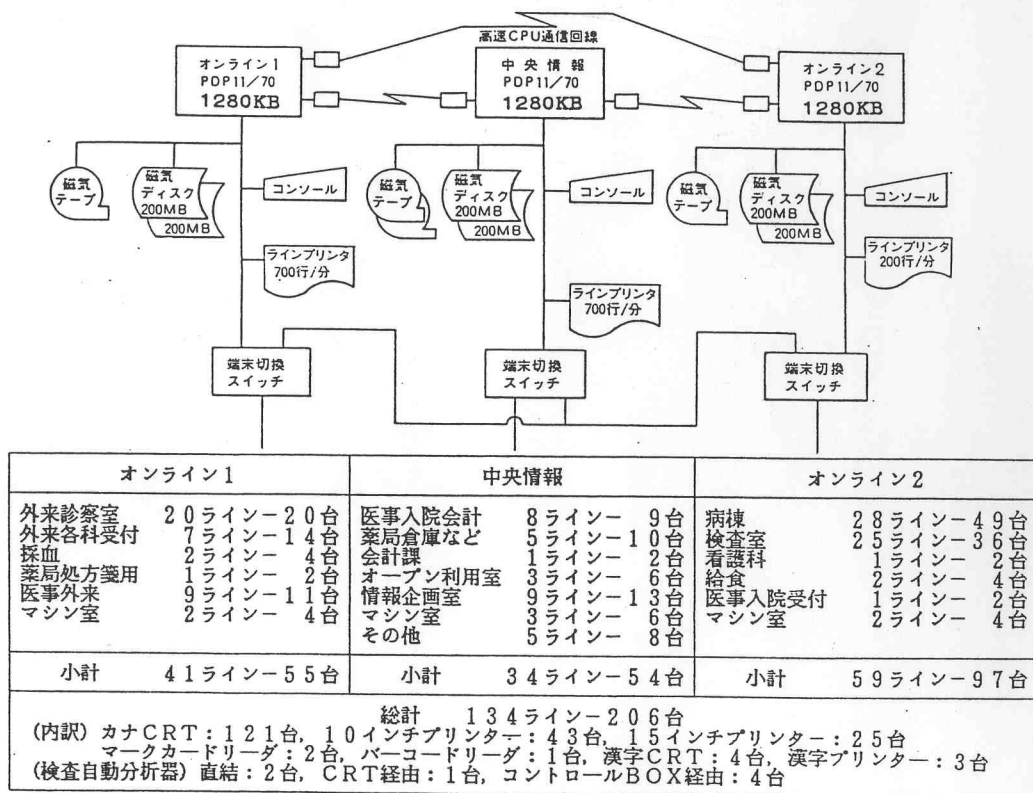 高速CPU通信回線
オンライン1
PDP11/70
1280KB
中央情報
PDP11/70
1280KB
オンライン2
PDP11/70
1280KB
磁気
テープ
磁気
ディスク
200MB
200MB
コンソール
ラインプリンタ
700行/分
磁気
テープ
磁気
ディスク
200MB
200MB
コンソール
ラインプリンタ
700行/分
磁気
テープ
磁気
ディスク
200MB
200MB
コンソール
ラインプリンタ
200行/分
端末切換
スイッチ
端末切換
スイッチ
端末切換
スイッチ
オンライン1
外来診察室 20ライン－20台
外来各科受付 7ライン－14台
採血 2ライン－ 4台
薬局処方箋用 1ライン－ 2台
医事外来 9ライン－11台
マシン室 2ライン－ 4台
小計 41ライン－55台
中央情報
医事入院会計 8ライン－ 9台
薬局倉庫など 5ライン－10台
会計課 1ライン－ 2台
オープン利用室 3ライン－ 6台
情報企画室 9ライン－13台
マシン室 3ライン－ 6台
その他 5ライン－ 8台
小計 34ライン－54台
オンライン2
病棟 28ライン－49台
検査室 25ライン－36台
看護科 1ライン－ 2台
給食 2ライン－ 4台
医事入院受付 1ライン－ 2台
マシン室 2ライン－ 4台
小計 59ライン－97台
総計 134ライン－206台
(内訳) カナCRT：121台, 10インチプリンター：43台, 15インチプリンター：25台
マークカードリーダ：2台, バーコードリーダ：1台, 漢字CRT：4台, 漢字プリンター：3台
(検査自動分析器) 直結：2台, CRT経由：1台, コントロールBOX経由：4台